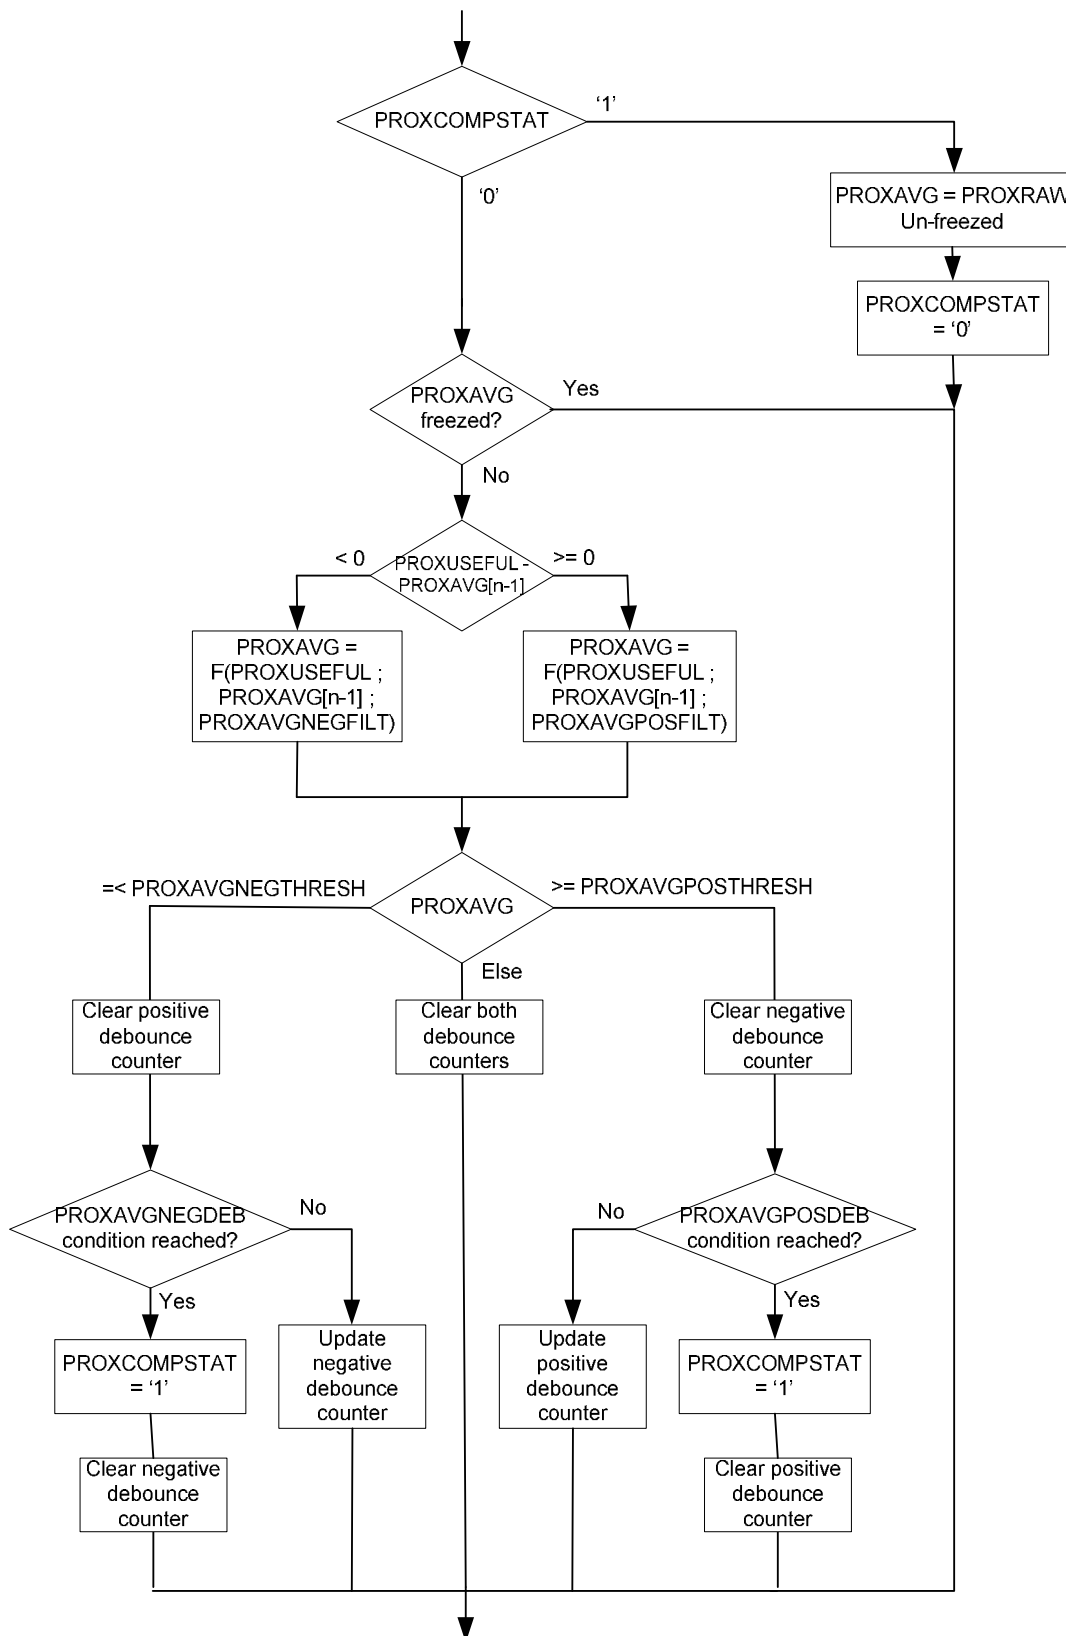 PROXCOMPSTAT
‘1’
‘0’
PROXAVG = PROXRAW
Un-freezed
PROXCOMPSTAT
= ‘0’
PROXAVG
freezed?
Yes
No
PROXUSEFUL -
PROXAVG[n-1]
< 0
>= 0
PROXAVG =
F(PROXUSEFUL ;
PROXAVG[n-1] ;
PROXAVGNEGFILT)
PROXAVG =
F(PROXUSEFUL ;
PROXAVG[n-1] ;
PROXAVGPOSFILT)
PROXAVG
=< PROXAVGNEGTHRESH
>= PROXAVGPOSTHRESH
Else
Clear positive
debounce
counter
Clear both
debounce
counters
Clear negative
debounce
counter
PROXAVGNEGDEB
condition reached?
No
Yes
No
PROXAVGPOSDEB
condition reached?
Yes
PROXCOMPSTAT
= ‘1’
Update
negative
debounce
counter
Update
positive
debounce
counter
PROXCOMPSTAT
= ‘1’
Clear negative
debounce
counter
Clear positive
debounce
counter